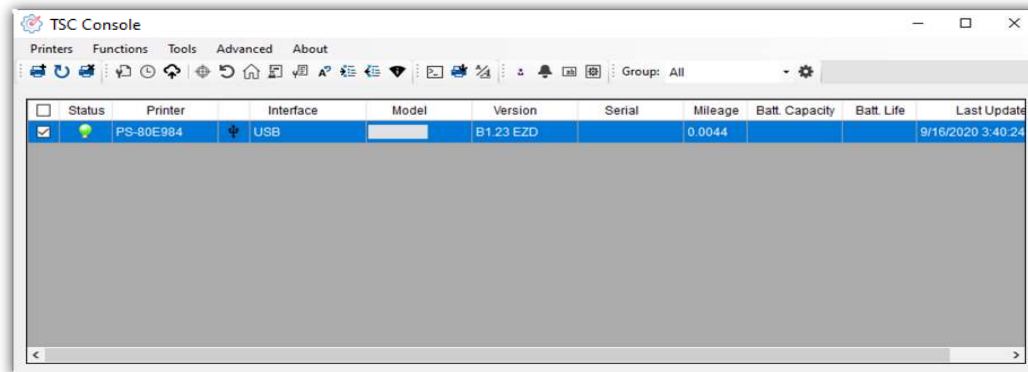 TSC Console
Printers Functions Tools Advanced About
Group: All
Status Printer Interface Model Version Serial Mileage Batt. Capacity Batt. Life Last Update
PS-80E984 USB B1.23 EZD 0.0044 9/16/2020 3:40:24